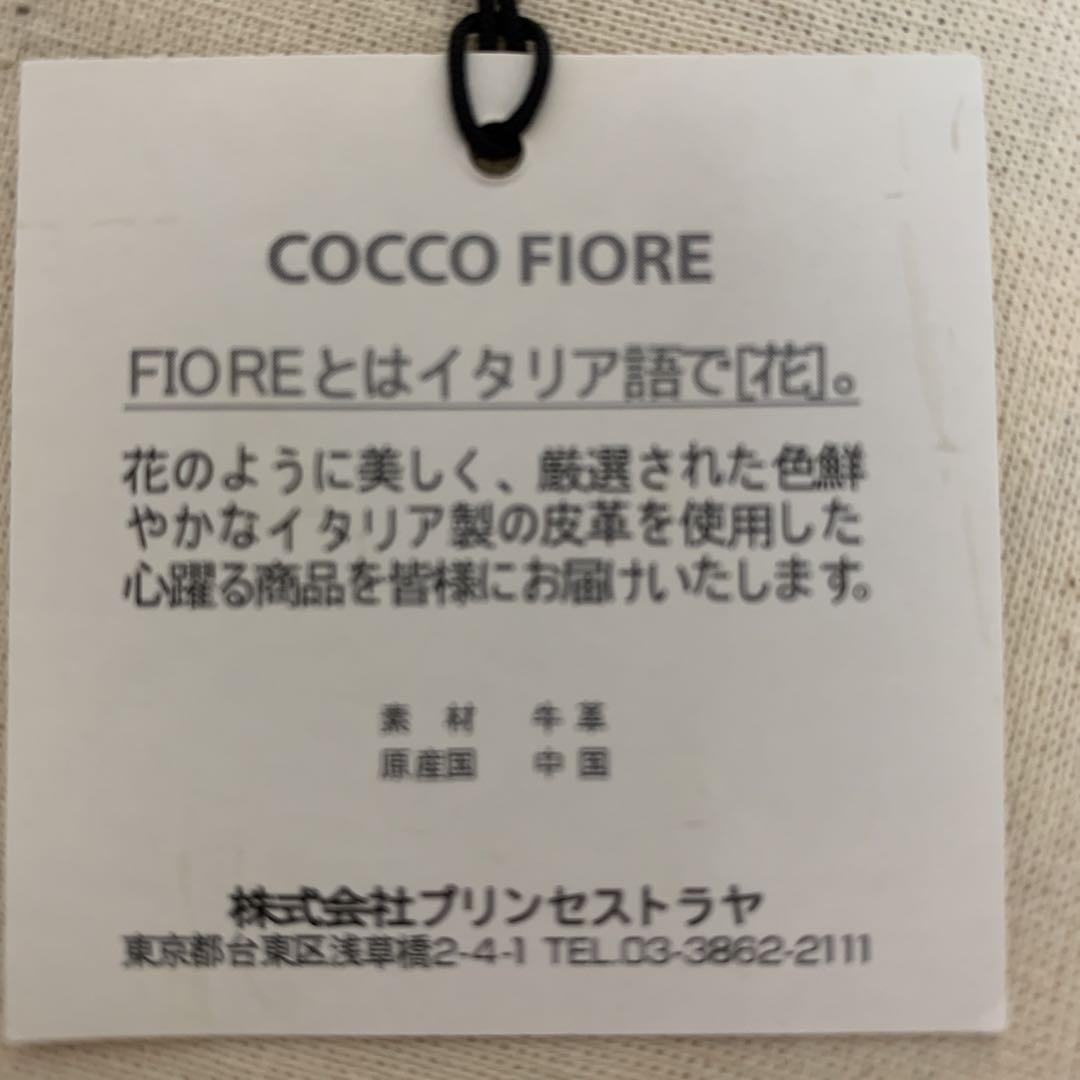 COCCO FIORE
FIOREとはイタリア語で[花]。
花のように美しく、厳選された色鮮
やかなイタリア製の皮革を使用した
心躍る商品を皆様にお届けいたします。
素 材 牛革
原産国 中国
株式会社プリンセストラヤ
東京都台東区浅草橋2-4-1 TEL.03-3862-2111